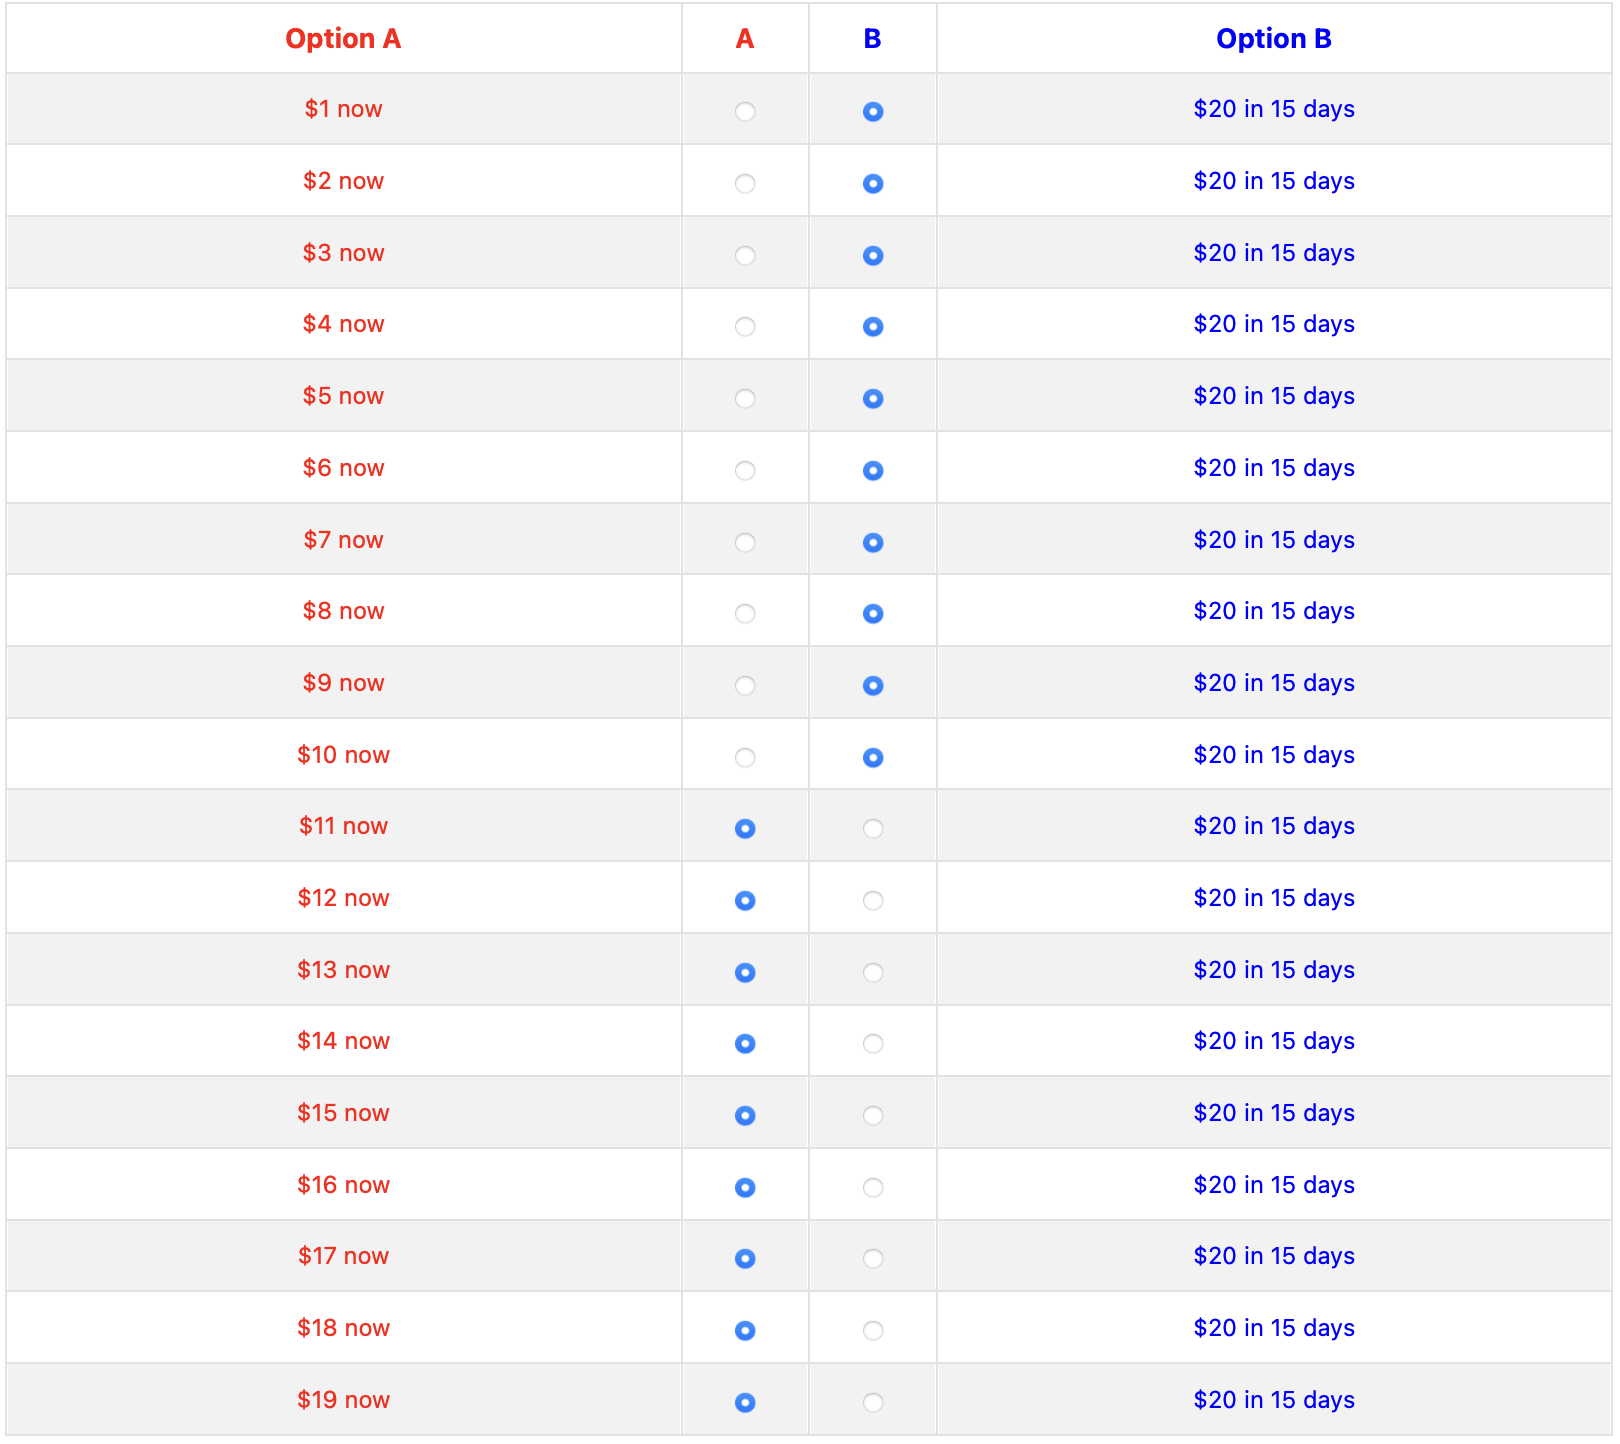 Option A A B Option B
$1 now $20 in 15 days
$2 now $20 in 15 days
$3 now $20 in 15 days
$4 now $20 in 15 days
$5 now $20 in 15 days
$6 now $20 in 15 days
$7 now $20 in 15 days
$8 now $20 in 15 days
$9 now $20 in 15 days
$10 now $20 in 15 days
$11 now $20 in 15 days
$12 now $20 in 15 days
$13 now $20 in 15 days
$14 now $20 in 15 days
$15 now $20 in 15 days
$16 now $20 in 15 days
$17 now $20 in 15 days
$18 now $20 in 15 days
$19 now $20 in 15 days